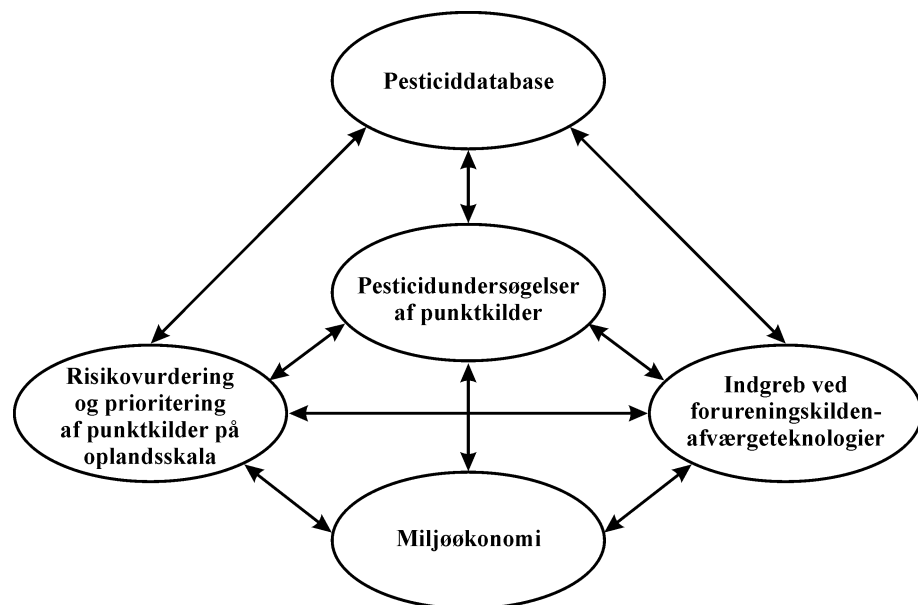 Pesticiddatabase
Pesticidundersøgelser
af punktkilder
Risikovurdering
og prioritering
af punktkilder på
oplandsskala
Indgreb ved
forureningskilden-
afværgeteknologier
Miljøøkonomi